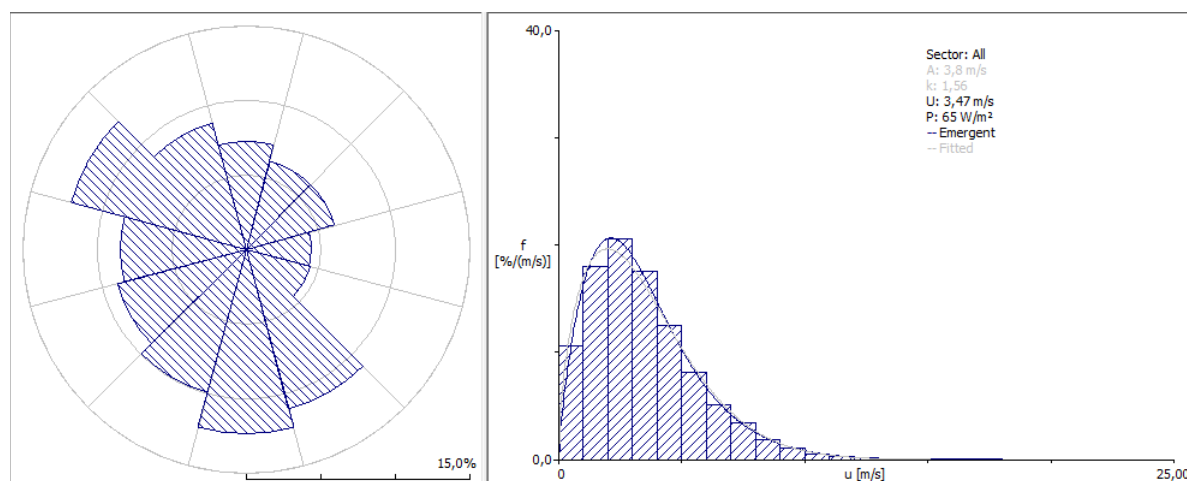 15,0%
40,0
f
[%/(m/s)]
0,0
0
u [m/s]
25,00
Sector: All
A: 3,8 m/s
k: 1,56
U: 3,47 m/s
P: 65 W/m²
-- Emergent
-- Fitted